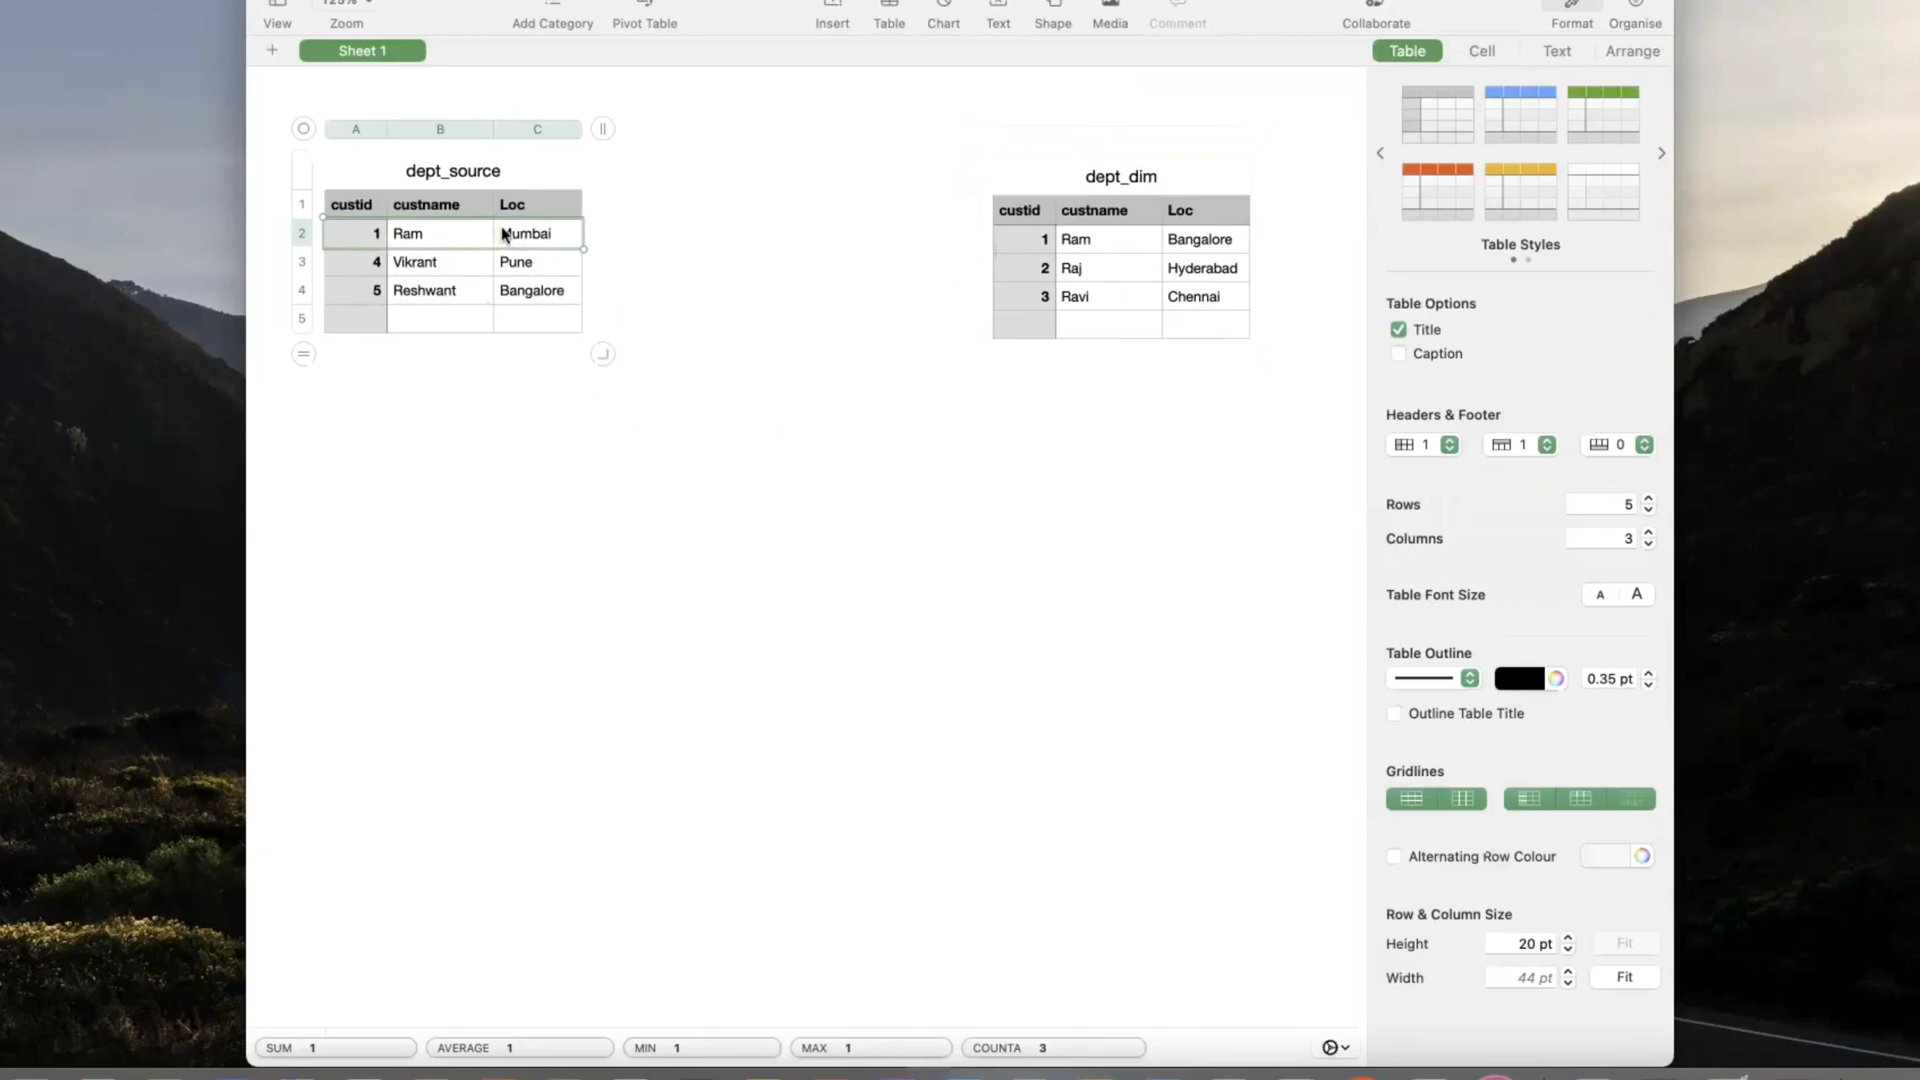 125%
View Zoom Add Category Pivot Table Insert Table Chart Text Shape Media Comment Collaborate Format Organise
+ Sheet 1 Table Cell Text Arrange
A B C
dept_source
1 custid custname Loc
2 1 Ram Mumbai
3 4 Vikrant Pune
4 5 Reshwant Bangalore
5
dept_dim
custid custname Loc
1 Ram Bangalore
2 Raj Hyderabad
3 Ravi Chennai
Table Styles
Table Options
Title
Caption
Headers & Footer
1 1 0
Rows 5
Columns 3
Table Font Size A A
Table Outline
0.35 pt
Outline Table Title
Gridlines
Alternating Row Colour
Row & Column Size
Height 20 pt Fit
Width 44 pt Fit
SUM 1 AVERAGE 1 MIN 1 MAX 1 COUNTA 3